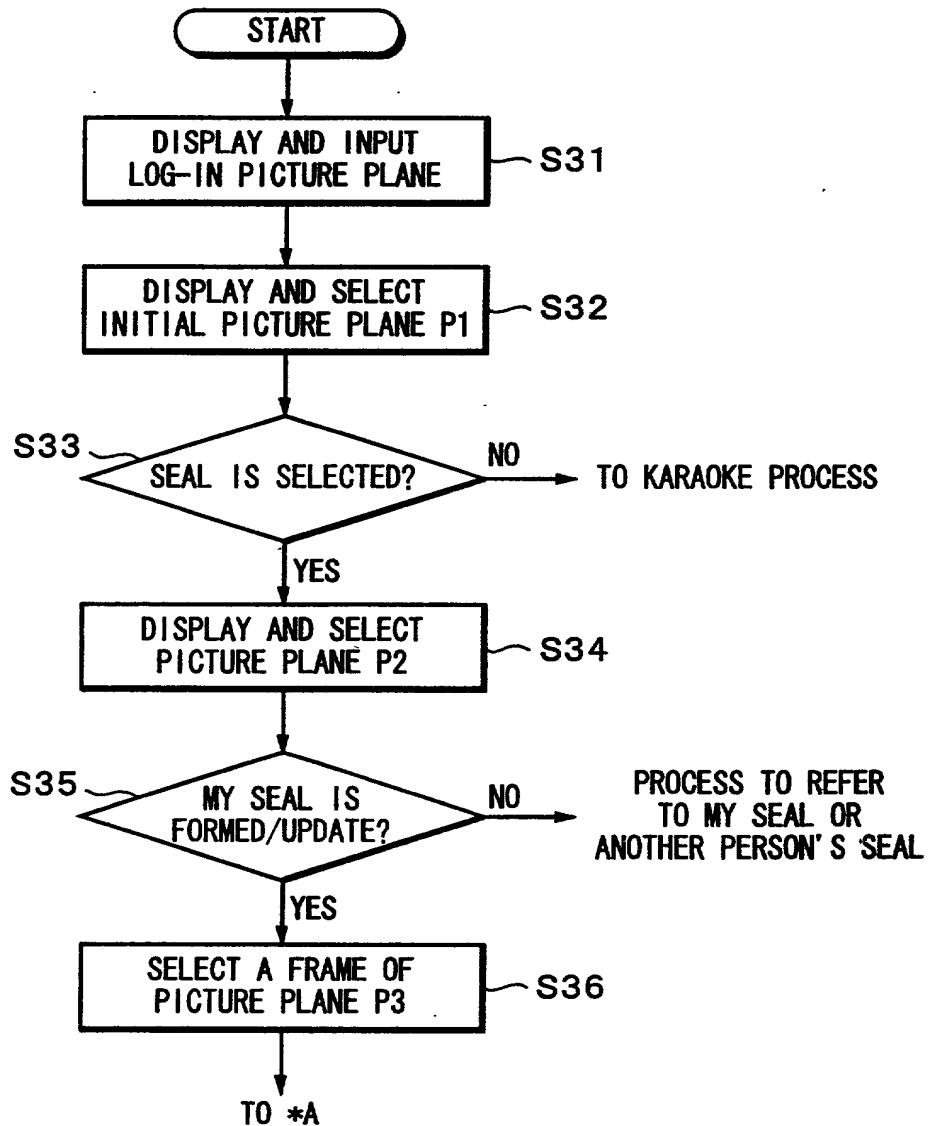 START
DISPLAY AND INPUT
LOG-IN PICTURE PLANE
S31
DISPLAY AND SELECT
INITIAL PICTURE PLANE P1
S32
S33
SEAL IS SELECTED?
NO
TO KARAOKE PROCESS
YES
DISPLAY AND SELECT
PICTURE PLANE P2
S34
S35
MY SEAL IS
FORMED/UPDATE?
NO
PROCESS TO REFER
TO MY SEAL OR
ANOTHER PERSON'S SEAL
YES
SELECT A FRAME OF
PICTURE PLANE P3
S36
TO *A